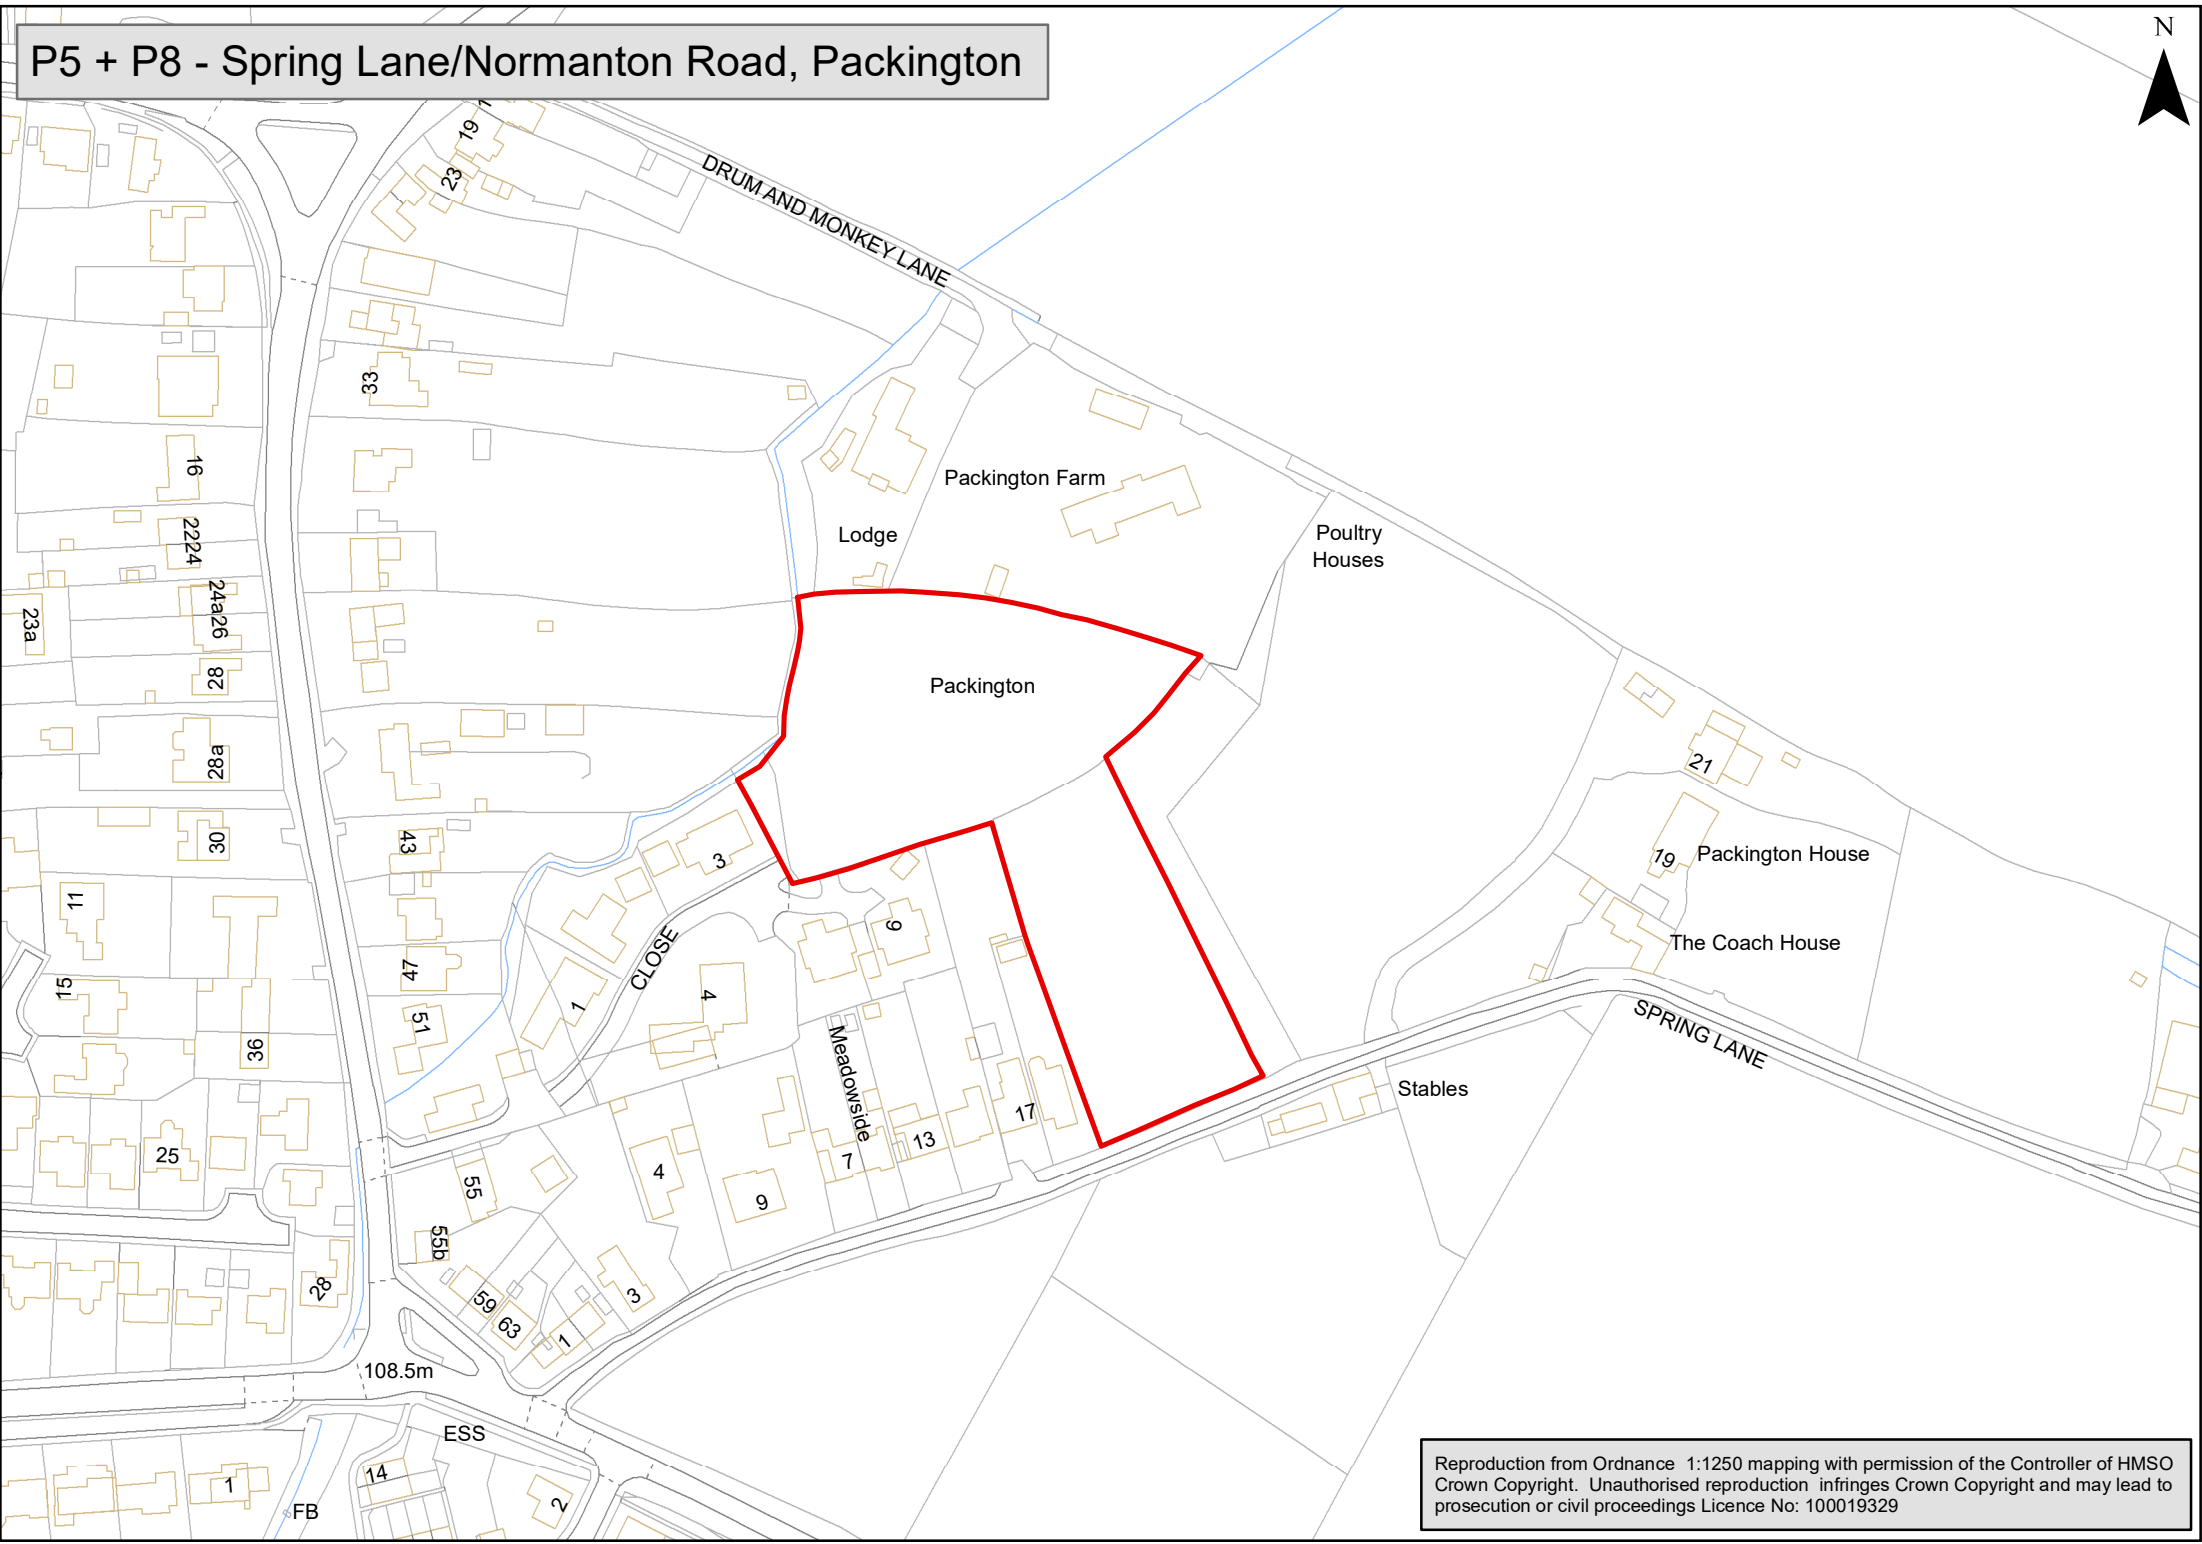 P5 + P8 - Spring Lane/Normanton Road, Packington
N
19
1
23
DRUM AND MONKEY LANE
33
16
2224
24a26
23a
28
28a
30
43
11
15
47
51
36
25
28
55
55b
59
63
1
3
4
9
7
13
17
Meadowside
CLOSE
1
3
4
9
Packington Farm
Lodge
Poultry
Houses
Packington
21
19
Packington House
The Coach House
SPRING LANE
Stables
108.5m
ESS
14
1
FB
2
Reproduction from Ordnance 1:1250 mapping with permission of the Controller of HMSO
Crown Copyright. Unauthorised reproduction infringes Crown Copyright and may lead to
prosecution or civil proceedings Licence No: 100019329